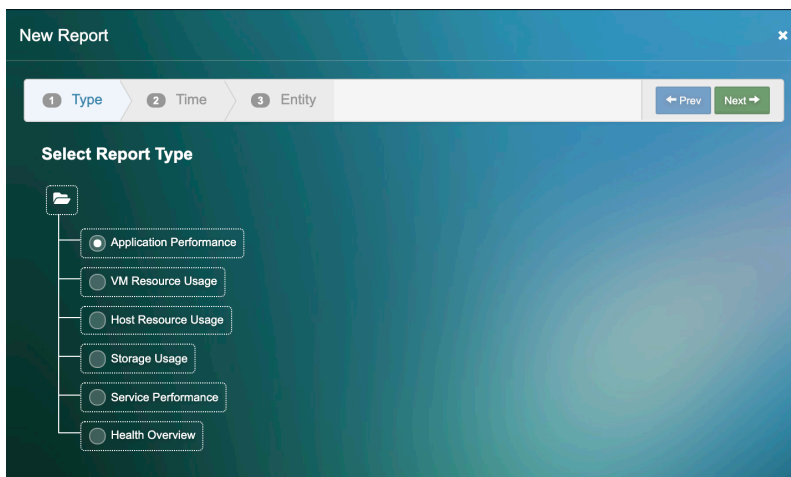 New Report
1 Type 2 Time 3 Entity Prev Next
Select Report Type
Application Performance
VM Resource Usage
Host Resource Usage
Storage Usage
Service Performance
Health Overview